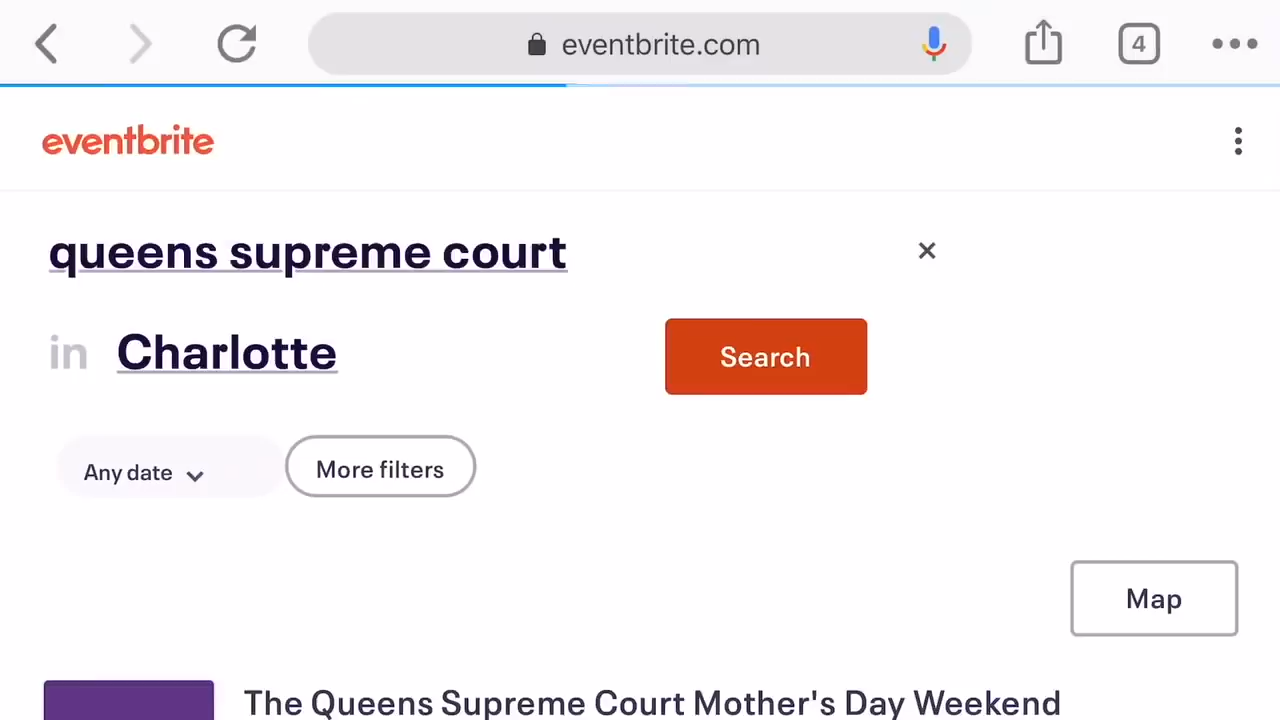 eventbrite.com
4
eventbrite
queens supreme court
in Charlotte
Search
Any date
More filters
Map
The Queens Supreme Court Mother's Day Weekend